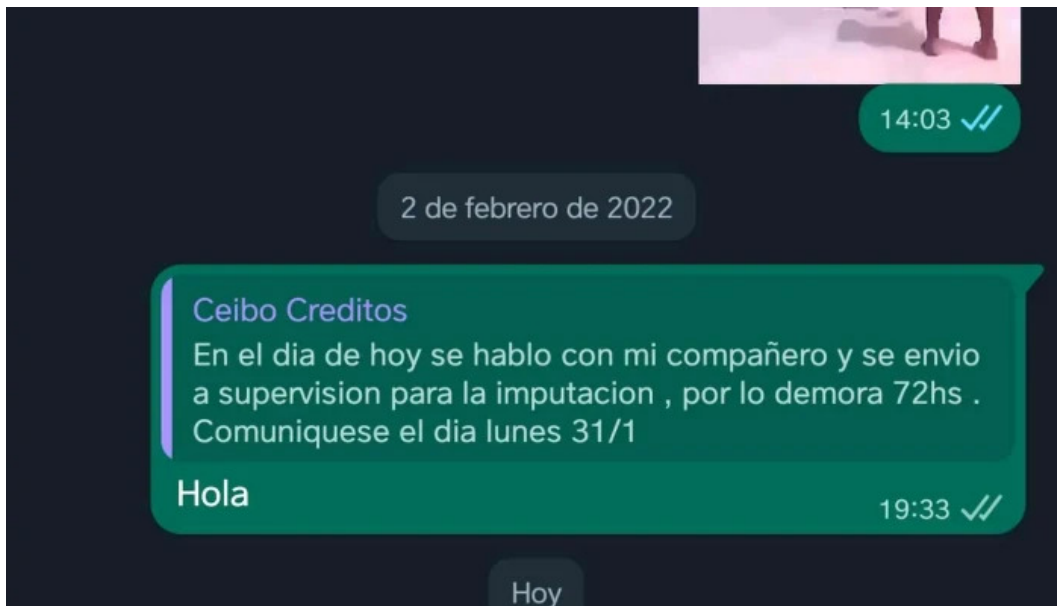 14:03
2 de febrero de 2022
Ceibo Creditos
En el dia de hoy se hablo con mi compañero y se envio
a supervision para la imputacion , por lo demora 72hs .
Comuniquese el dia lunes 31/1
Hola
19:33
Hoy